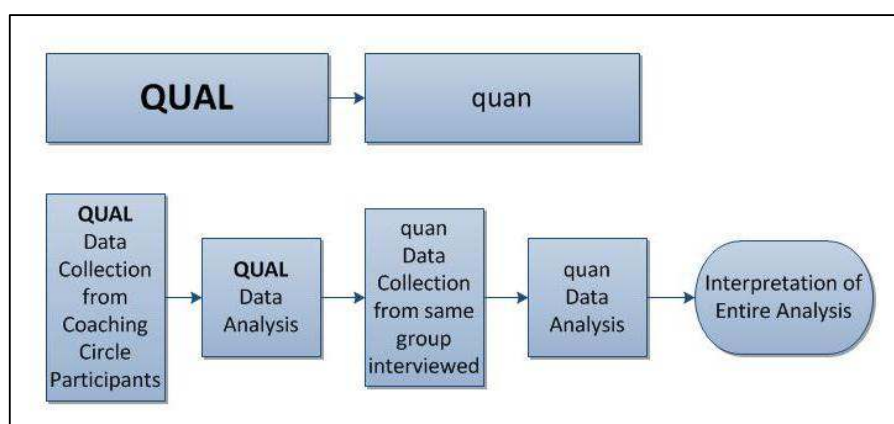 QUAL
quan
QUAL
Data
Collection
from
Coaching
Circle
Participants
QUAL
Data
Analysis
quan
Data
Collection
from same
group
interviewed
quan
Data
Analysis
Interpretation of
Entire Analysis